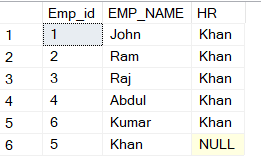 Emp_id EMP_NAME HR
1 1 John Khan
2 2 Ram Khan
3 3 Raj Khan
4 4 Abdul Khan
5 6 Kumar Khan
6 5 Khan NULL